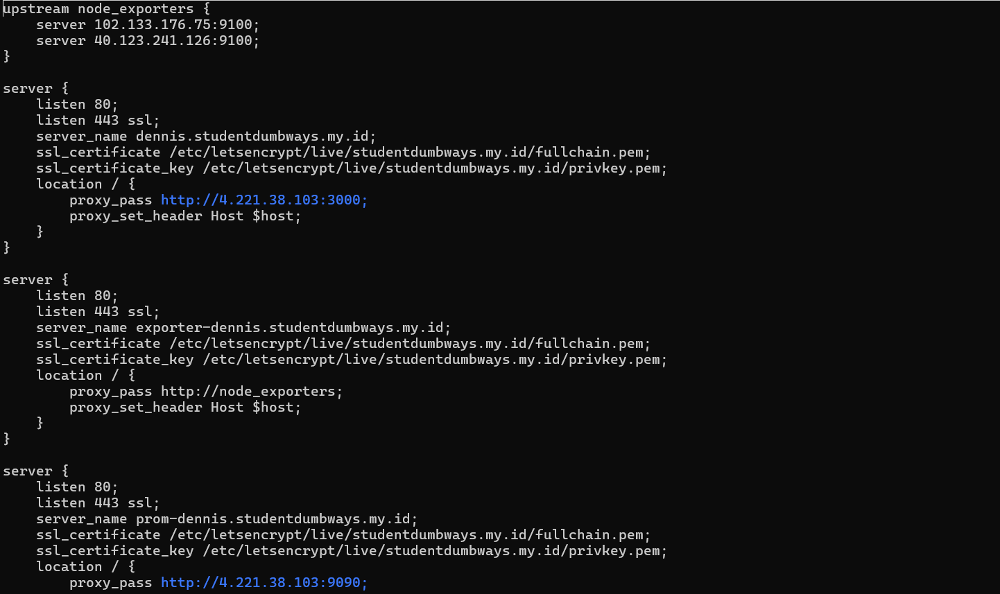 upstream node_exporters {
    server 102.133.176.75:9100;
    server 40.123.241.126:9100;
}

server {
    listen 80;
    listen 443 ssl;
    server_name dennis.studentdumbways.my.id;
    ssl_certificate /etc/letsencrypt/live/studentdumbways.my.id/fullchain.pem;
    ssl_certificate_key /etc/letsencrypt/live/studentdumbways.my.id/privkey.pem;
    location / {
        proxy_pass http://4.221.38.103:3000;
        proxy_set_header Host $host;
    }
}

server {
    listen 80;
    listen 443 ssl;
    server_name exporter-dennis.studentdumbways.my.id;
    ssl_certificate /etc/letsencrypt/live/studentdumbways.my.id/fullchain.pem;
    ssl_certificate_key /etc/letsencrypt/live/studentdumbways.my.id/privkey.pem;
    location / {
        proxy_pass http://node_exporters;
        proxy_set_header Host $host;
    }
}

server {
    listen 80;
    listen 443 ssl;
    server_name prom-dennis.studentdumbways.my.id;
    ssl_certificate /etc/letsencrypt/live/studentdumbways.my.id/fullchain.pem;
    ssl_certificate_key /etc/letsencrypt/live/studentdumbways.my.id/privkey.pem;
    location / {
        proxy_pass http://4.221.38.103:9090;